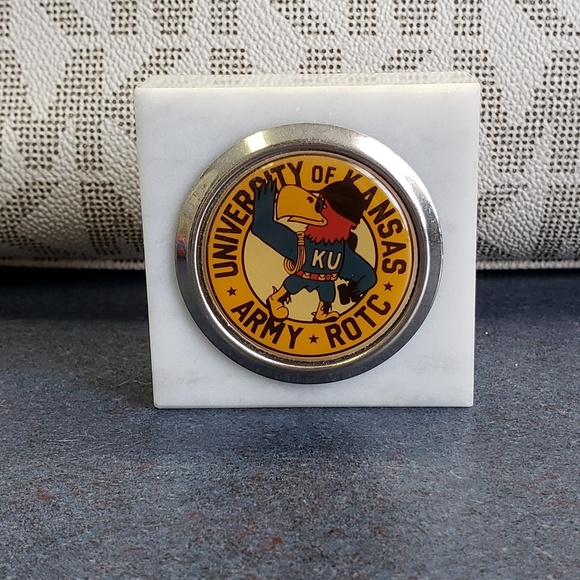 UNIVERSITY OF KANSAS
KU
ARMY ★ ROTC